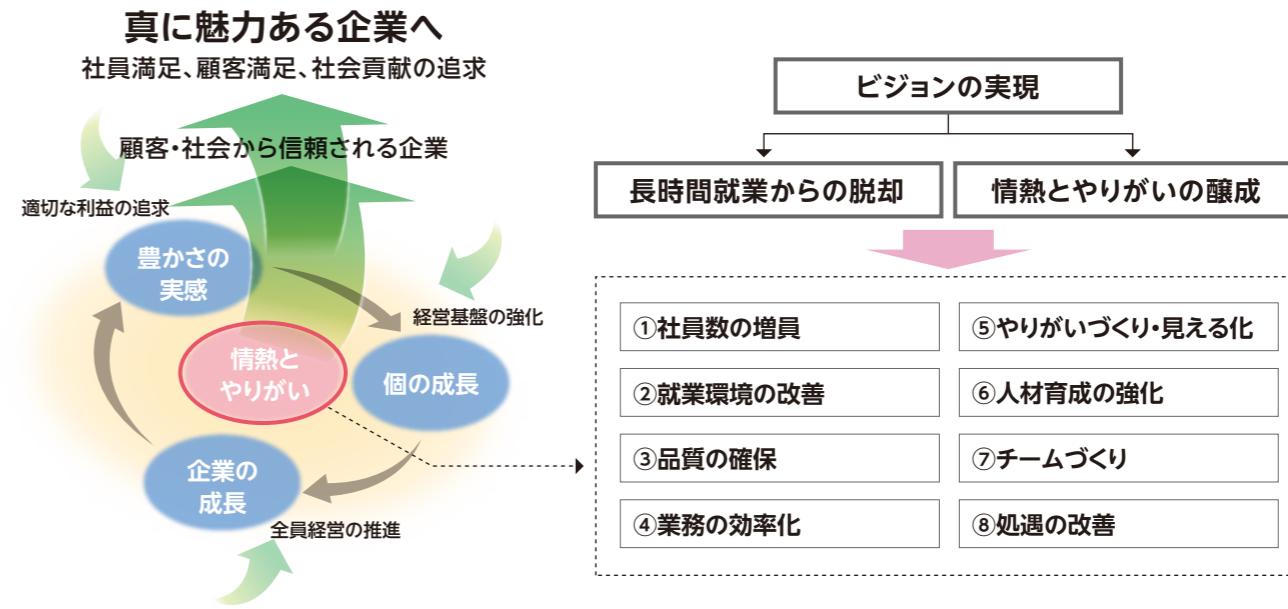 真に魅力ある企業へ
社員満足、顧客満足、社会貢献の追求
顧客・社会から信頼される企業
適切な利益の追求
豊かさの
実感
経営基盤の強化
情熱と
やりがい
個の成長
企業の
成長
全員経営の推進
ビジョンの実現
長時間就業からの脱却
情熱とやりがいの醸成
①社員数の増員
②就業環境の改善
③品質の確保
④業務の効率化
⑤やりがいづくり・見える化
⑥人材育成の強化
⑦チームづくり
⑧処遇の改善